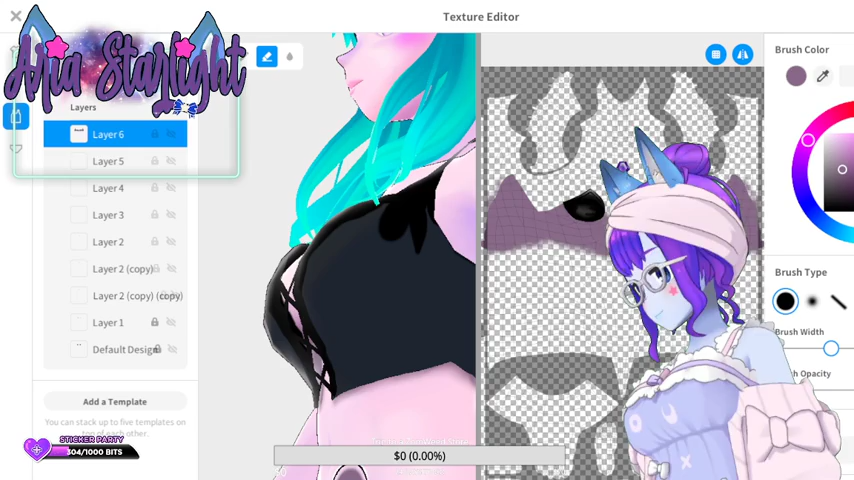 Texture Editor
Aria Starlight
Brush Color
Layers
Layer 6
Layer 5
Layer 4
Layer 3
Layer 2
Layer 2 (copy)
Layer 2 (copy) (copy)
Layer 1
Default Design
Brush Type
Brush Width
Brush Opacity
Add a Template
You can stack up to five templates on
top of each other.
STICKER PARTY
304/1000 BITS
$0 (0.00%)